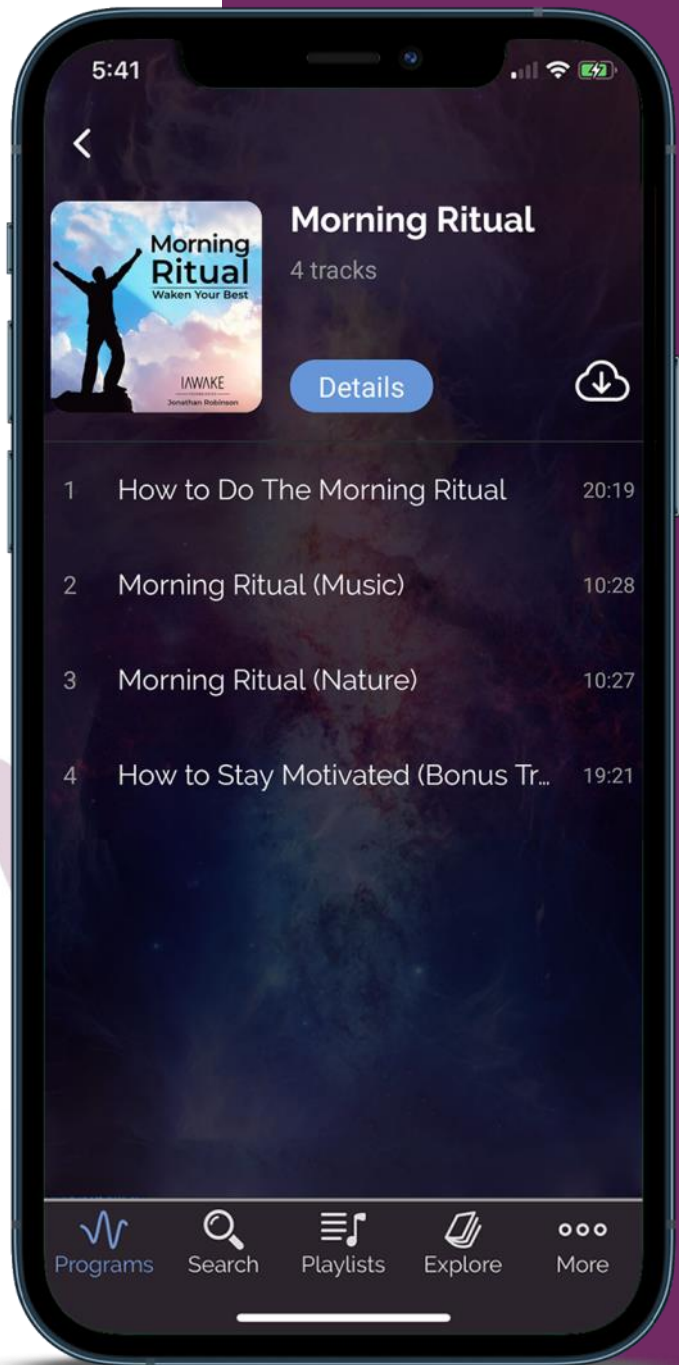 5:41
Morning
Ritual
Waken Your Best
IAWAKE
Jonathan Robinson
Morning Ritual
4 tracks
Details
1 How to Do The Morning Ritual 20:19
2 Morning Ritual (Music) 10:28
3 Morning Ritual (Nature) 10:27
4 How to Stay Motivated (Bonus Tr... 19:21
Programs Search Playlists Explore More